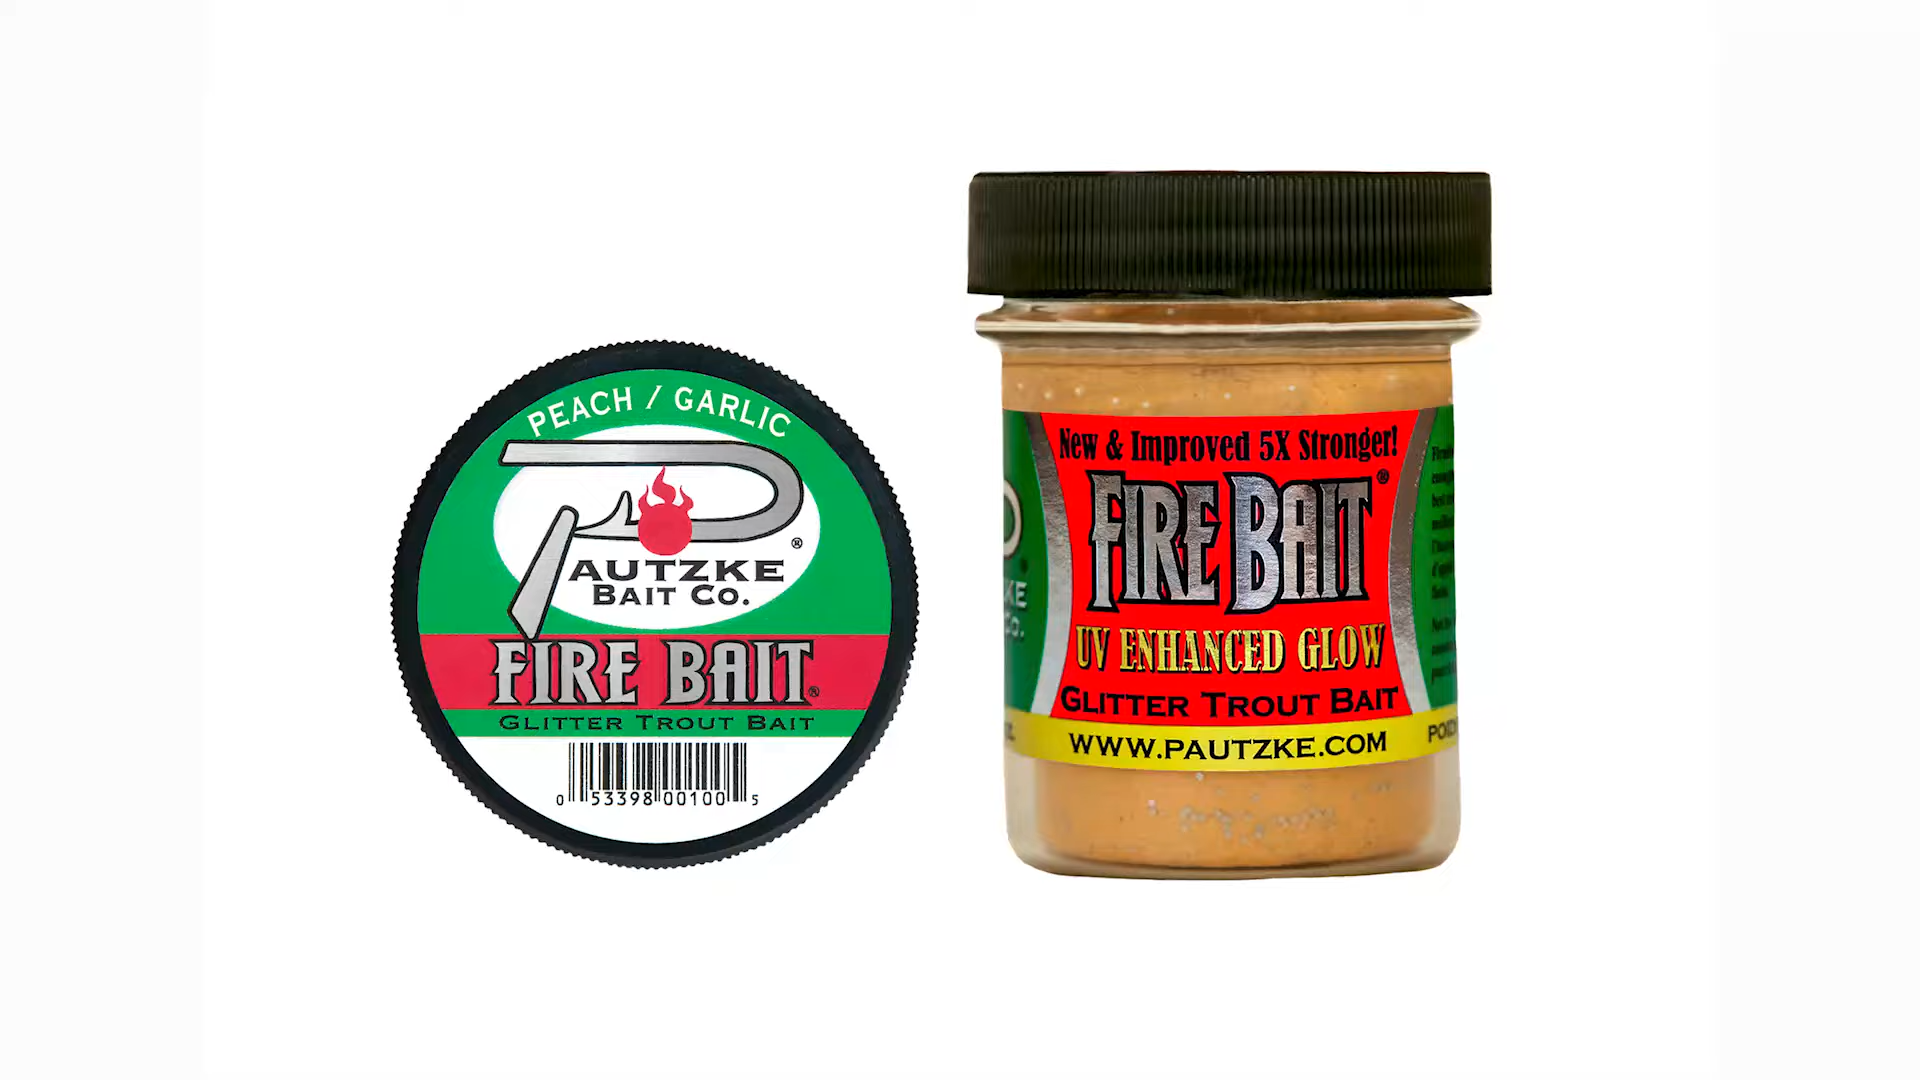 PEACH / GARLIC
PAUTZKE
BAIT CO.
®
FIRE BAIT®
GLITTER TROUT BAIT
0 53398 00100 5
New & Improved 5X Stronger!
FIRE BAIT®
UV ENHANCED GLOW
GLITTER TROUT BAIT
WWW.PAUTZKE.COM